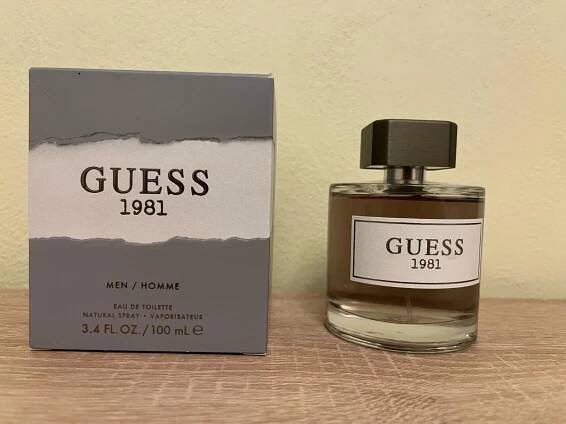 GUESS
1981
MEN / HOMME
EAU DE TOILETTE
NATURAL SPRAY • VAPORISATEUR
3.4 FL.OZ./100 mL ℮
GUESS
1981